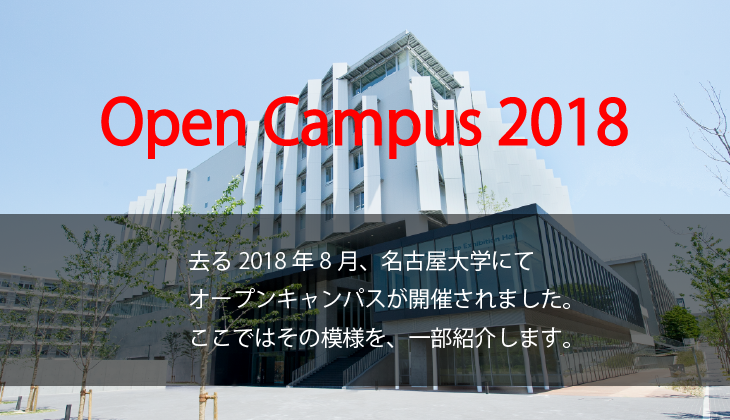 Open Campus 2018
去る 2018 年 8 月、名古屋大学にて
オープンキャンパスが開催されました。
ここではその模様を、一部紹介します。